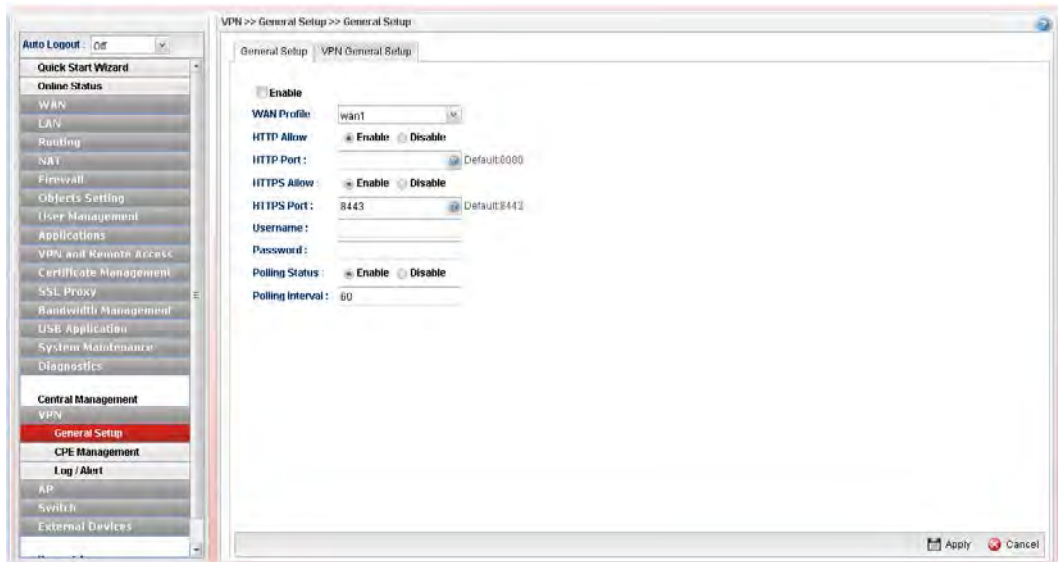 VPN >> General Setup >> General Setup
Auto Logout : Off
Quick Start Wizard
Online Status
WAN
LAN
Routing
NAT
Firewall
Objects Setting
User Management
Applications
VPN and Remote Access
Certificate Management
SSL Proxy
Bandwidth Management
USB Application
System Maintenance
Diagnostics
Central Management
VPN
General Setup
CPE Management
Log / Alert
AP
Switch
External Devices
General Setup VPN General Setup
Enable
WAN Profile wan1
HTTP Allow Enable Disable
HTTP Port : Default:8080
HTTPS Allow : Enable Disable
HTTPS Port : 8443 Default:8443
Username :
Password :
Polling Status : Enable Disable
Polling Interval : 60
Apply Cancel